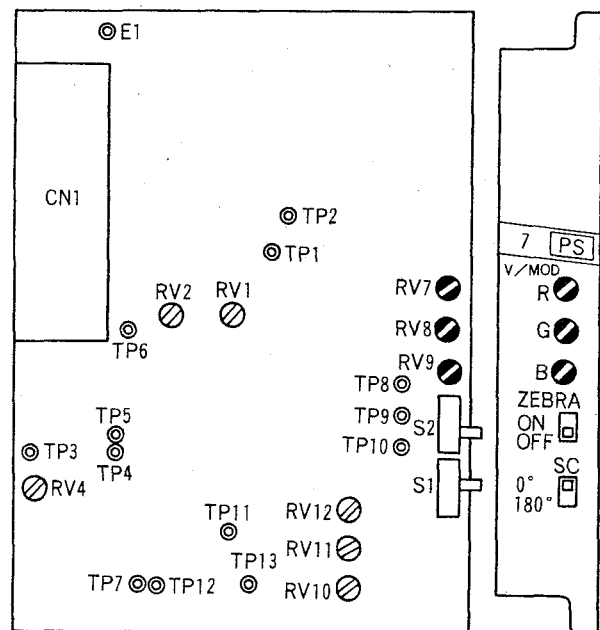 E1
CN1
TP2
TP1
RV2
RV1
TP6
RV7
RV8
RV9
TP8
TP9
TP10
S2
S1
TP5
TP3
TP4
RV4
TP11
RV12
RV11
TP13
TP7
TP12
RV10
7 PS
V/MOD
R
G
B
ZEBRA
ON
OFF
SC
0°
180°